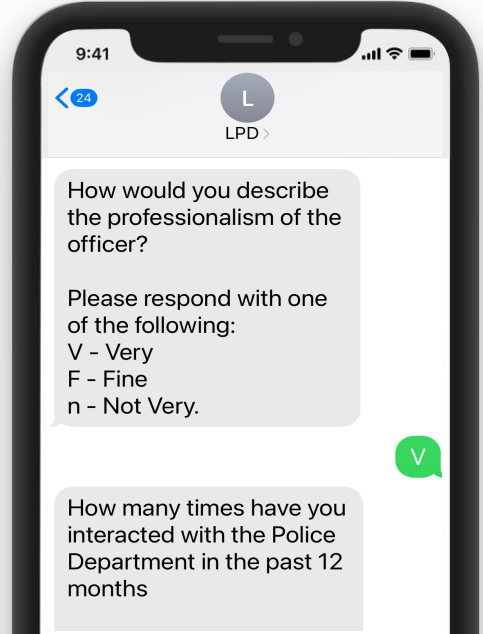 9:41
24
L
LPD
How would you describe
the professionalism of the
officer?
Please respond with one
of the following:
V - Very
F - Fine
n - Not Very.
V
How many times have you
interacted with the Police
Department in the past 12
months